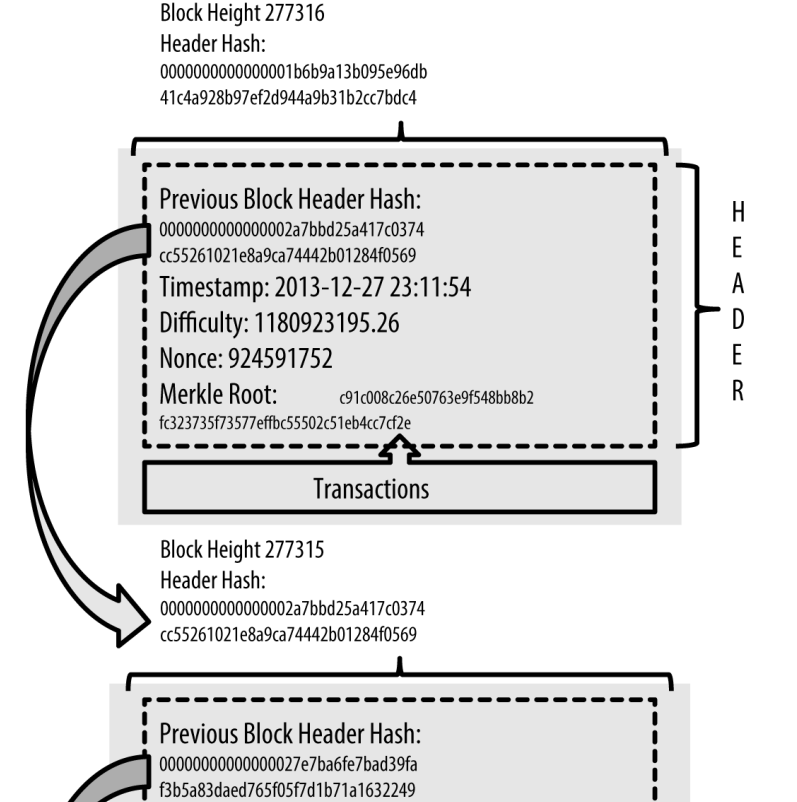 Block Height 277316
Header Hash:
0000000000000001b6b9a13b095e96db
41c4a928b97ef2d944a9b31b2cc7bdc4
Previous Block Header Hash:
0000000000000002a7bbd25a417c0374
cc55261021e8a9ca74442b01284f0569
Timestamp: 2013-12-27 23:11:54
Difficulty: 1180923195.26
Nonce: 924591752
Merkle Root: c91c008c26e50763e9f548bb8b2
fc323735f73577effbc55502c51eb4cc7cf2e
HEADER
Transactions
Block Height 277315
Header Hash:
0000000000000002a7bbd25a417c0374
cc55261021e8a9ca74442b01284f0569
Previous Block Header Hash:
00000000000000027e7ba6fe7bad39fa
f3b5a83daed765f05f7d1b71a1632249